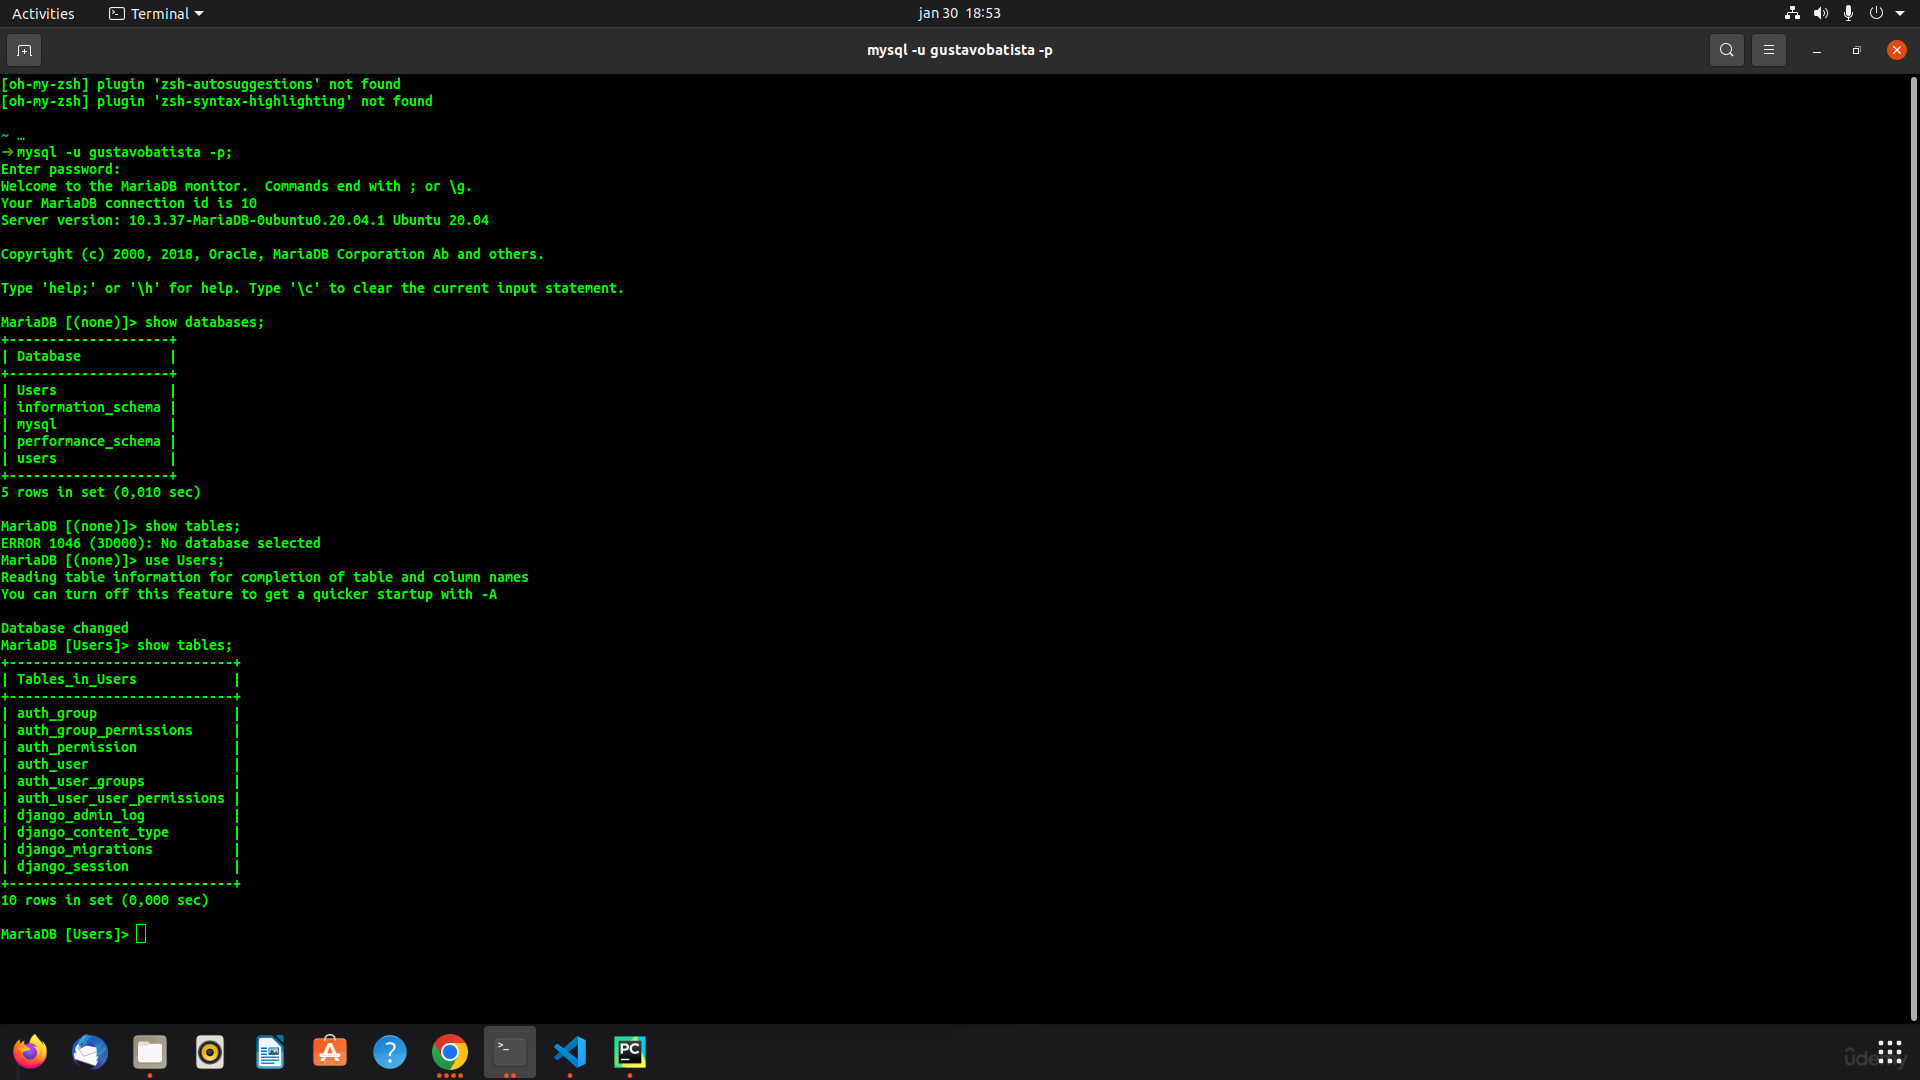 Activities
Terminal
jan 30 18:53
mysql -u gustavobatista -p
[oh-my-zsh] plugin 'zsh-autosuggestions' not found
[oh-my-zsh] plugin 'zsh-syntax-highlighting' not found
~ …
→ mysql -u gustavobatista -p;
Enter password:
Welcome to the MariaDB monitor.  Commands end with ; or \g.
Your MariaDB connection id is 10
Server version: 10.3.37-MariaDB-0ubuntu0.20.04.1 Ubuntu 20.04
Copyright (c) 2000, 2018, Oracle, MariaDB Corporation Ab and others.
Type 'help;' or '\h' for help. Type '\c' to clear the current input statement.
MariaDB [(none)]> show databases;
+--------------------+
| Database           |
+--------------------+
| Users              |
| information_schema |
| mysql              |
| performance_schema |
| users              |
+--------------------+
5 rows in set (0,010 sec)
MariaDB [(none)]> show tables;
ERROR 1046 (3D000): No database selected
MariaDB [(none)]> use Users;
Reading table information for completion of table and column names
You can turn off this feature to get a quicker startup with -A
Database changed
MariaDB [Users]> show tables;
+----------------------------+
| Tables_in_Users            |
+----------------------------+
| auth_group                 |
| auth_group_permissions     |
| auth_permission            |
| auth_user                  |
| auth_user_groups           |
| auth_user_user_permissions |
| django_admin_log           |
| django_content_type        |
| django_migrations          |
| django_session             |
+----------------------------+
10 rows in set (0,000 sec)
MariaDB [Users]>
PC
udemy